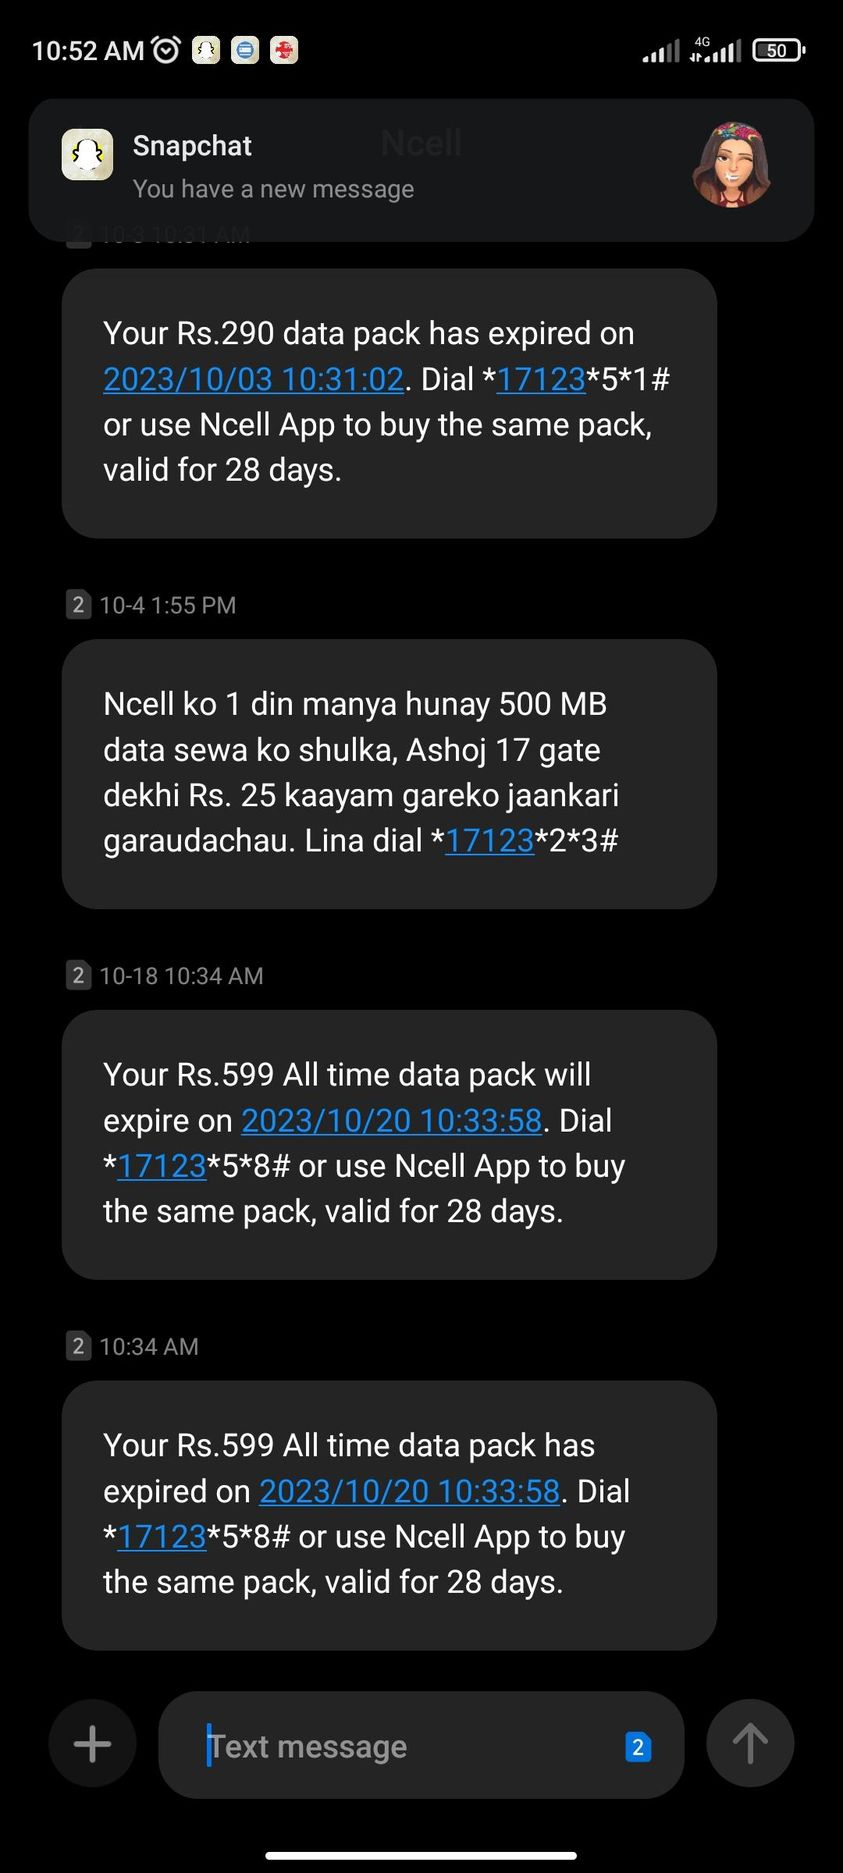 10:52 AM
4G
50
Ncell
Snapchat
You have a new message
2 10-3 10:31 AM
Your Rs.290 data pack has expired on
2023/10/03 10:31:02. Dial *17123*5*1#
or use Ncell App to buy the same pack,
valid for 28 days.
2 10-4 1:55 PM
Ncell ko 1 din manya hunay 500 MB
data sewa ko shulka, Ashoj 17 gate
dekhi Rs. 25 kaayam gareko jaankari
garaudachau. Lina dial *17123*2*3#
2 10-18 10:34 AM
Your Rs.599 All time data pack will
expire on 2023/10/20 10:33:58. Dial
*17123*5*8# or use Ncell App to buy
the same pack, valid for 28 days.
2 10:34 AM
Your Rs.599 All time data pack has
expired on 2023/10/20 10:33:58. Dial
*17123*5*8# or use Ncell App to buy
the same pack, valid for 28 days.
Text message
2